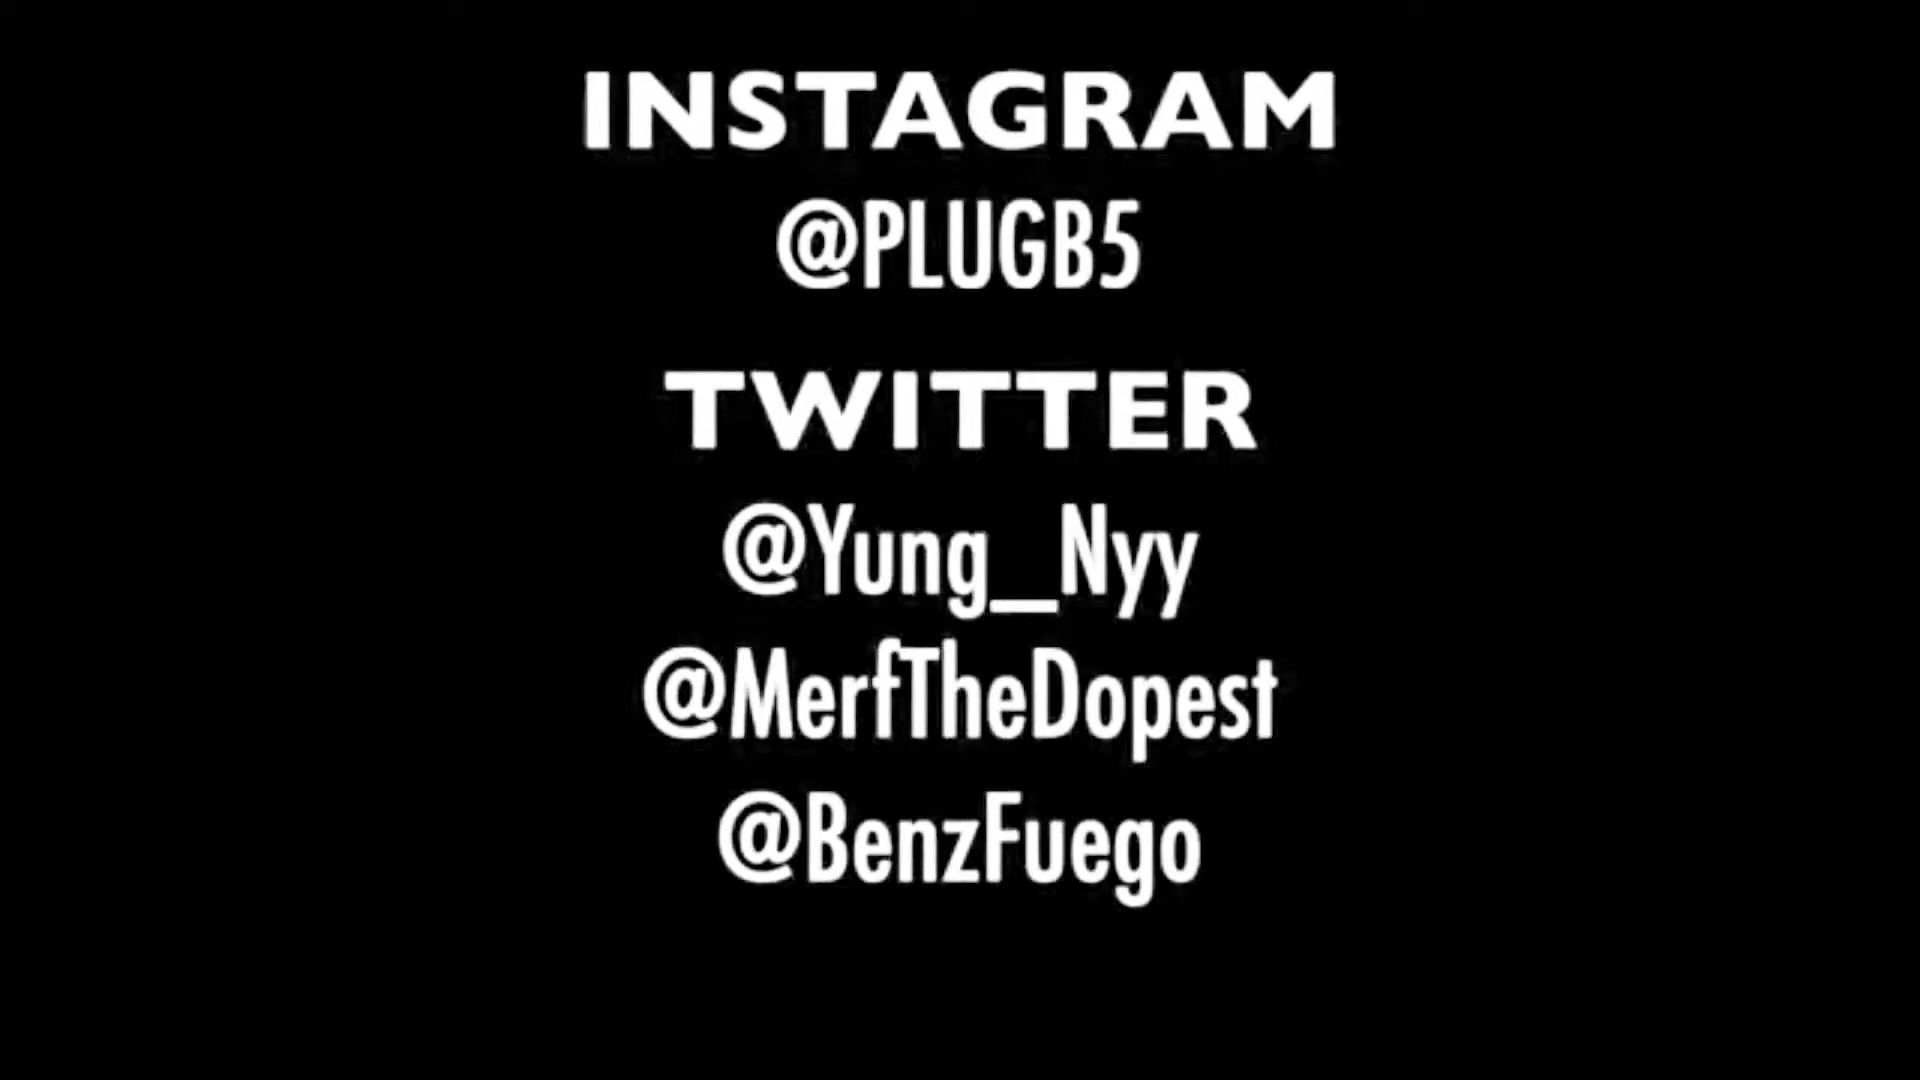 INSTAGRAM
@PLUGB5
TWITTER
@Yung_Nyy
@MerfTheDopest
@BenzFuego